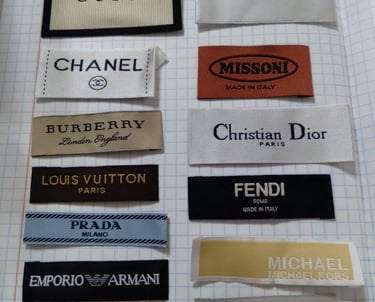 CHANEL
BURBERRY
London, England
LOUIS VUITTON
PARIS
PRADA
MILANO
EMPORIO ARMANI
MISSONI
MADE IN ITALY
Christian Dior
PARIS
FENDI
ROMA
MADE IN ITALY
MICHAEL
MICHAEL KORS